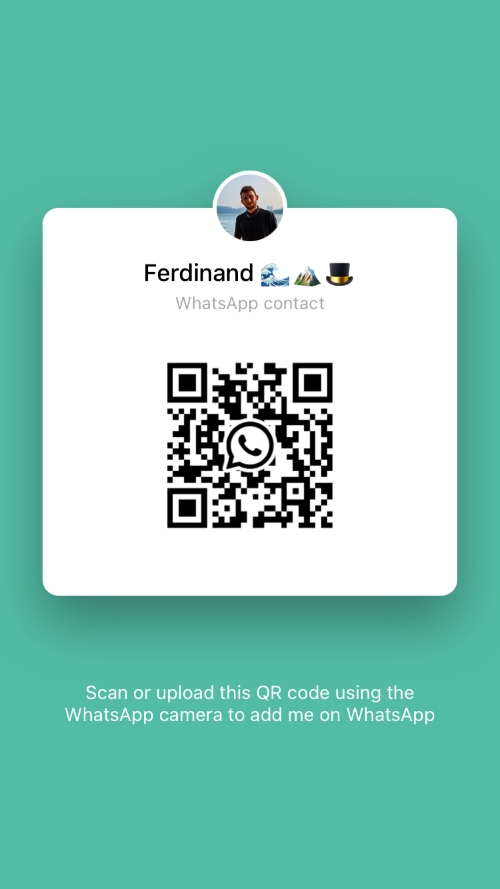 Ferdinand 🌊⛰️🎩
WhatsApp contact
Scan or upload this QR code using the
WhatsApp camera to add me on WhatsApp